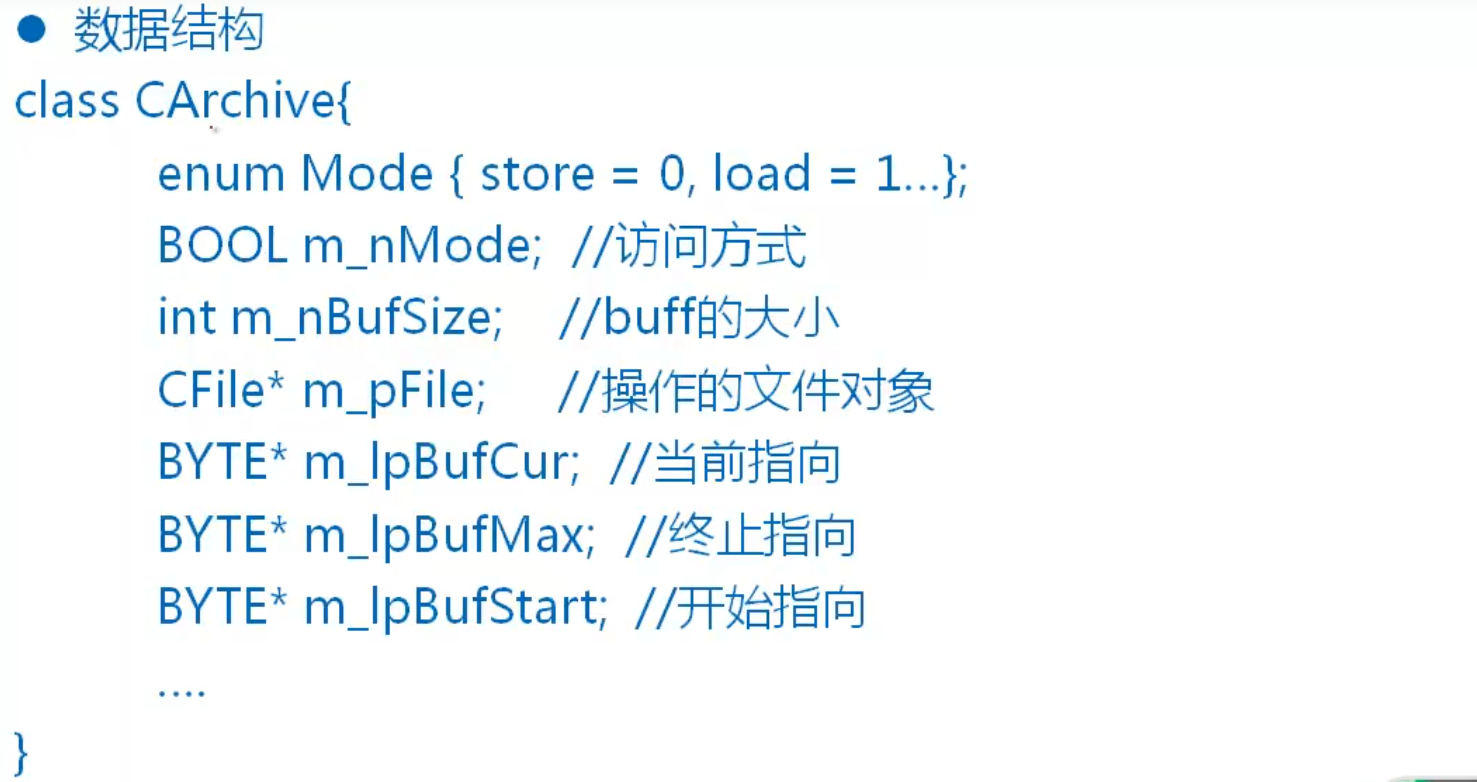 ● 数据结构
class CArchive{
enum Mode { store = 0, load = 1...};
BOOL m_nMode; //访问方式
int m_nBufSize; //buff的大小
CFile* m_pFile; //操作的文件对象
BYTE* m_lpBufCur; //当前指向
BYTE* m_lpBufMax; //终止指向
BYTE* m_lpBufStart; //开始指向
....
}